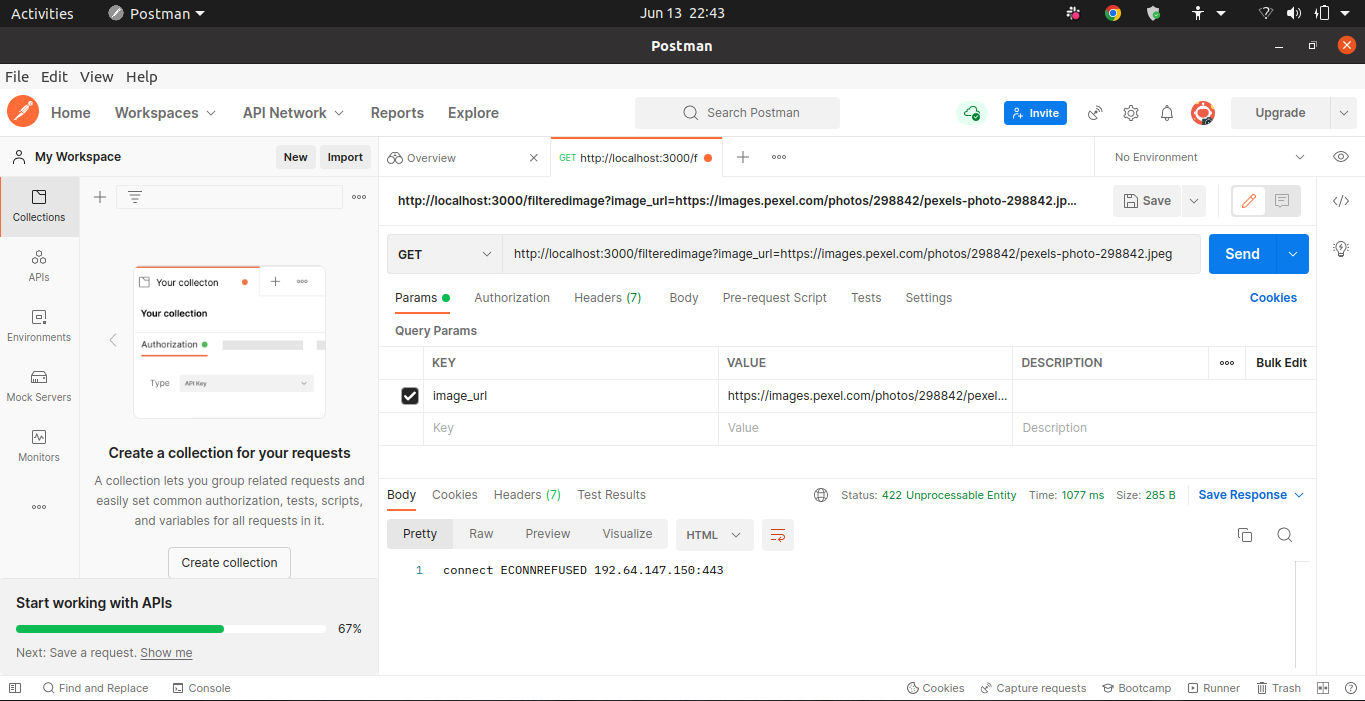 Activities Postman Jun 13 22:43
Postman
File Edit View Help
Home Workspaces API Network Reports Explore Search Postman Invite Upgrade
My Workspace New Import
Overview GET http://localhost:3000/f No Environment
Collections
APIs
Environments
Mock Servers
Monitors
Your collecton
Your collection
Authorization
Type API Key
Create a collection for your requests
A collection lets you group related requests and
easily set common authorization, tests, scripts,
and variables for all requests in it.
Create collection
Start working with APIs
67%
Next: Save a request. Show me
http://localhost:3000/filteredimage?image_url=https://images.pexel.com/photos/298842/pexels-photo-298842.jp... Save
GET http://localhost:3000/filteredimage?image_url=https://images.pexel.com/photos/298842/pexels-photo-298842.jpeg Send
Params Authorization Headers (7) Body Pre-request Script Tests Settings Cookies
Query Params
KEY VALUE DESCRIPTION Bulk Edit
image_url https://images.pexel.com/photos/298842/pexel...
Key Value Description
Body Cookies Headers (7) Test Results Status: 422 Unprocessable Entity Time: 1077 ms Size: 285 B Save Response
Pretty Raw Preview Visualize HTML
1 connect ECONNREFUSED 192.64.147.150:443
Find and Replace Console Cookies Capture requests Bootcamp Runner Trash